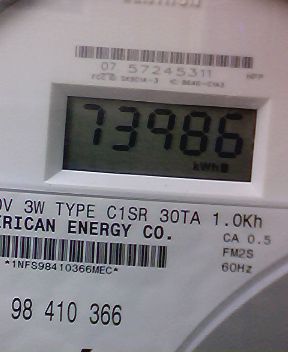 07 57245311
73986
kWh
0V 3W TYPE C1SR 30TA 1.0Kh
ERICAN ENERGY CO.
CA 0.5
FM2S
60Hz
*1NFS98410366MEC*
98 410 366